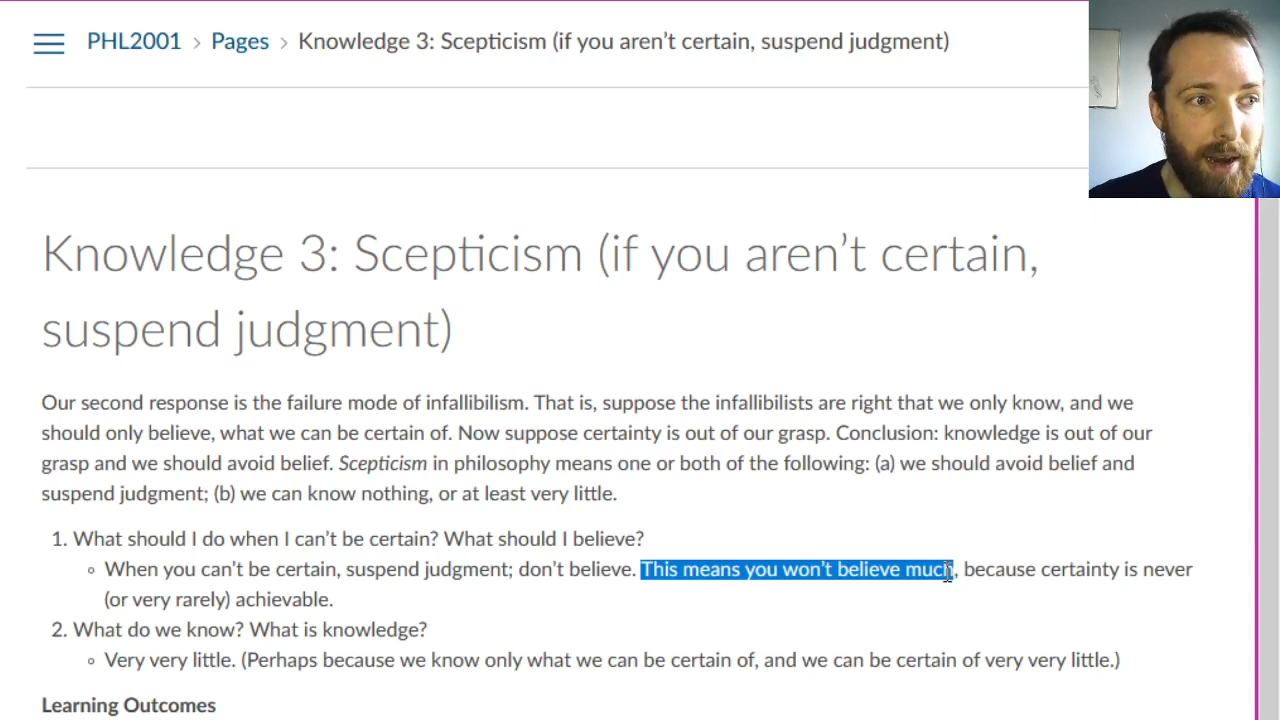 PHL2001 > Pages > Knowledge 3: Scepticism (if you aren’t certain, suspend judgment)
Knowledge 3: Scepticism (if you aren’t certain,
suspend judgment)
Our second response is the failure mode of infallibilism. That is, suppose the infallibilists are right that we only know, and we
should only believe, what we can be certain of. Now suppose certainty is out of our grasp. Conclusion: knowledge is out of our
grasp and we should avoid belief. Scepticism in philosophy means one or both of the following: (a) we should avoid belief and
suspend judgment; (b) we can know nothing, or at least very little.
1. What should I do when I can’t be certain? What should I believe?
◦ When you can’t be certain, suspend judgment; don’t believe. This means you won’t believe much, because certainty is never
(or very rarely) achievable.
2. What do we know? What is knowledge?
◦ Very very little. (Perhaps because we know only what we can be certain of, and we can be certain of very very little.)
Learning Outcomes